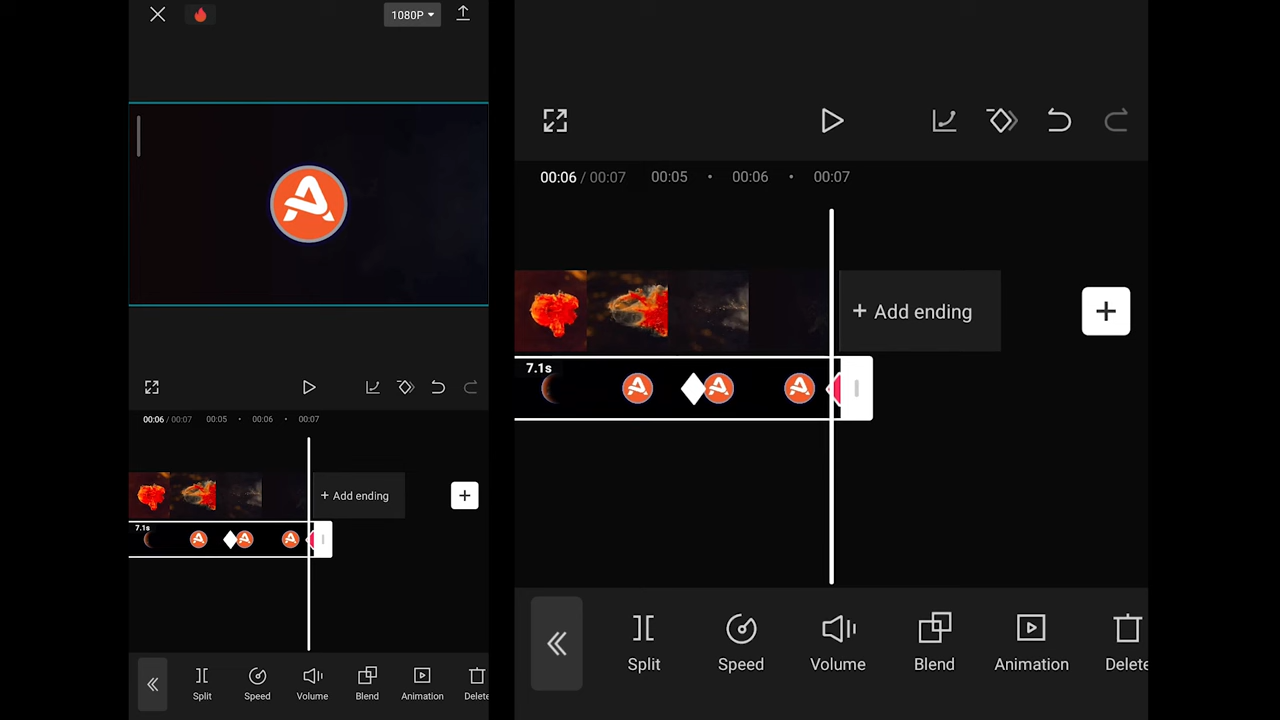 1080P
00:06 / 00:07 00:05 00:06 00:07
+ Add ending
7.1s
Split Speed Volume Blend Animation Delete
00:06 / 00:07 00:05 00:06 00:07
+ Add ending
7.1s
Split Speed Volume Blend Animation Delete